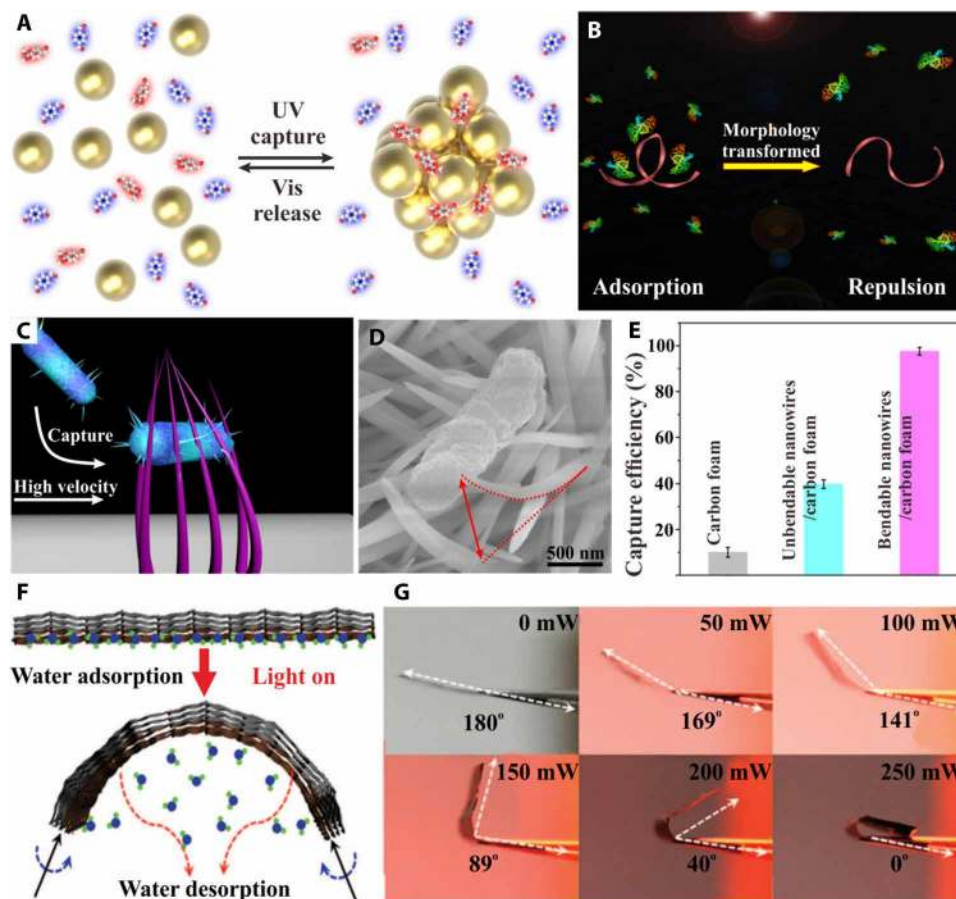 A
UV
capture
Vis
release
B
Morphology
transformed
Adsorption
Repulsion
C
Capture
High velocity
D
500 nm
E
Capture efficiency (%)
100
80
60
40
20
Carbon foam
Unbendable nanowires
/carbon foam
Bendable nanowires
/carbon foam
F
Water adsorption
Light on
Water desorption
G
0 mW
180°
50 mW
169°
100 mW
141°
150 mW
89°
200 mW
40°
250 mW
0°